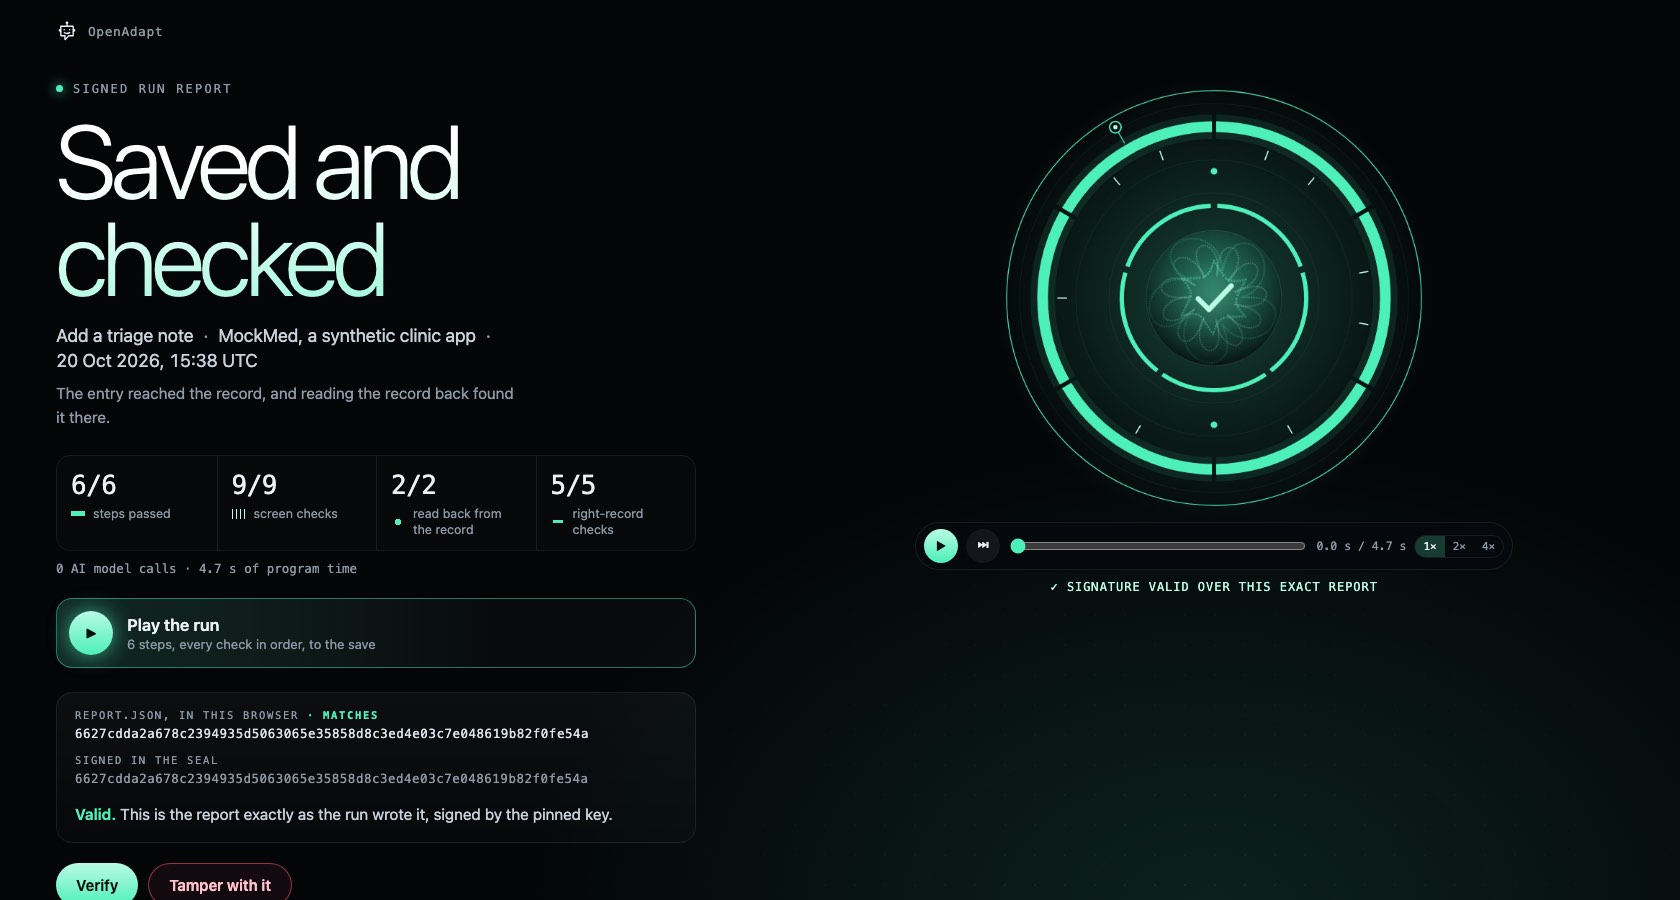 OpenAdapt
SIGNED RUN REPORT
Saved and
checked
Add a triage note · MockMed, a synthetic clinic app ·
20 Oct 2026, 15:38 UTC
The entry reached the record, and reading the record back found
it there.
6/6
steps passed
9/9
screen checks
2/2
read back from
the record
5/5
right-record
checks
0 AI model calls · 4.7 s of program time
Play the run
6 steps, every check in order, to the save
REPORT.JSON, IN THIS BROWSER · MATCHES
6627cdda2a678c2394935d5063065e35858d8c3ed4e03c7e048619b82f0fe54a
SIGNED IN THE SEAL
6627cdda2a678c2394935d5063065e35858d8c3ed4e03c7e048619b82f0fe54a
Valid. This is the report exactly as the run wrote it, signed by the pinned key.
Verify
Tamper with it
0.0 s / 4.7 s
1×
2×
4×
✓ SIGNATURE VALID OVER THIS EXACT REPORT